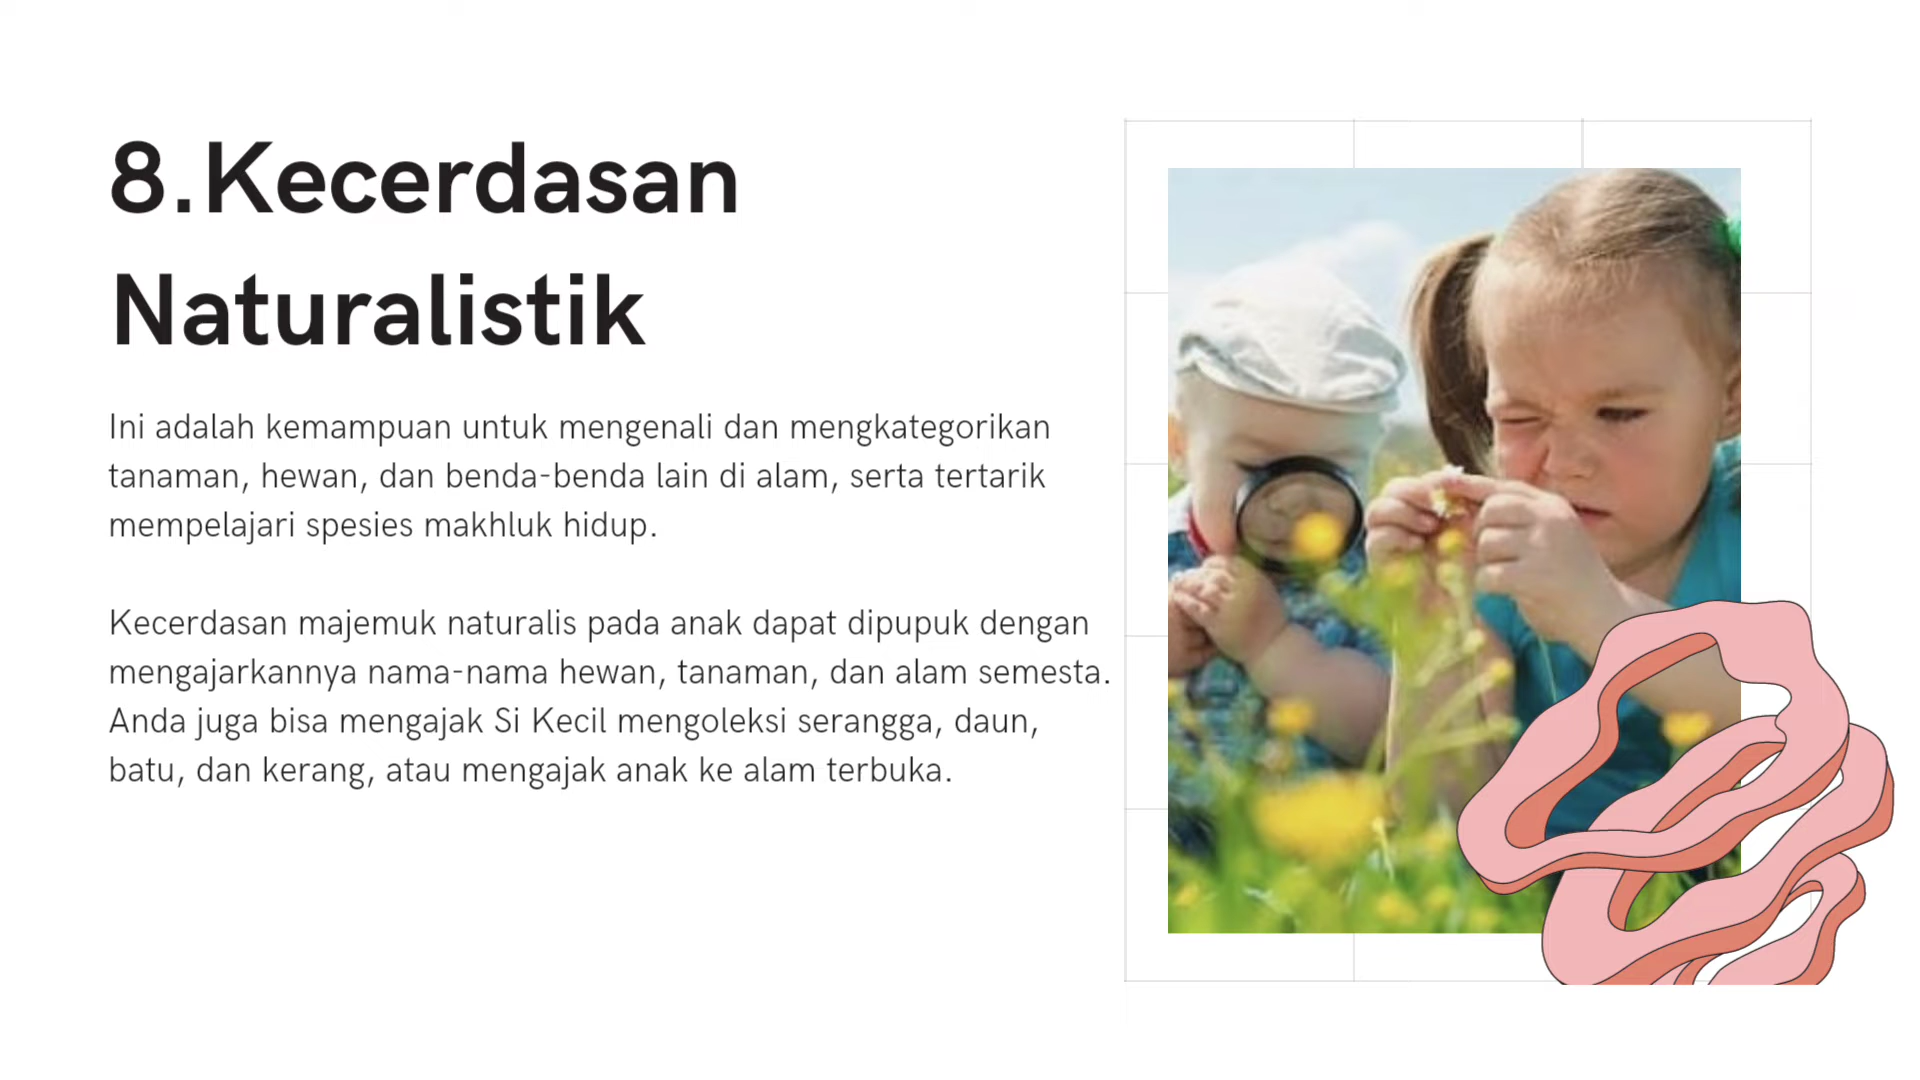 8.Kecerdasan
Naturalistik
Ini adalah kemampuan untuk mengenali dan mengkategorikan
tanaman, hewan, dan benda-benda lain di alam, serta tertarik
mempelajari spesies makhluk hidup.
Kecerdasan majemuk naturalis pada anak dapat dipupuk dengan
mengajarkannya nama-nama hewan, tanaman, dan alam semesta.
Anda juga bisa mengajak Si Kecil mengoleksi serangga, daun,
batu, dan kerang, atau mengajak anak ke alam terbuka.